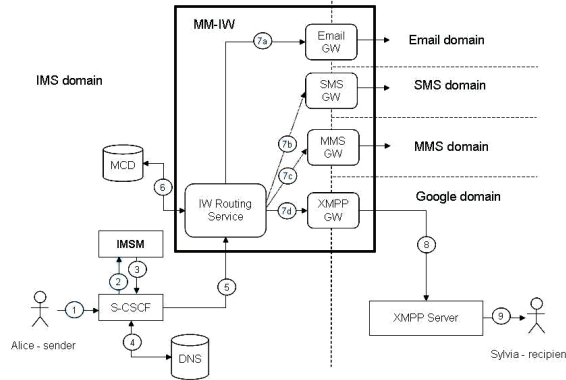 MM-IW
7a
Email
GW
Email domain
IMS domain
SMS
GW
SMS domain
7b
MMS
GW
MMS domain
MCD
7c
6
Google domain
IW Routing
Service
7d
XMPP
GW
IMSM
8
2
3
5
1
S-CSCF
XMPP Server
9
4
Alice - sender
DNS
Sylvia - recipien